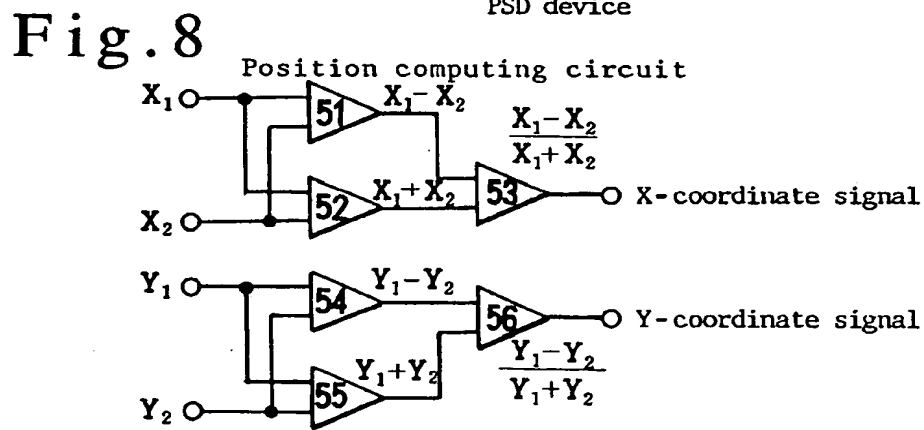 PSD device
Fig.8
Position computing circuit
X₁
51
X₁−X₂
X₁−X₂
X₁+X₂
52
X₁+X₂
53
X-coordinate signal
X₂
Y₁
54
Y₁−Y₂
56
Y-coordinate signal
Y₁−Y₂
Y₁+Y₂
55
Y₁+Y₂
Y₂